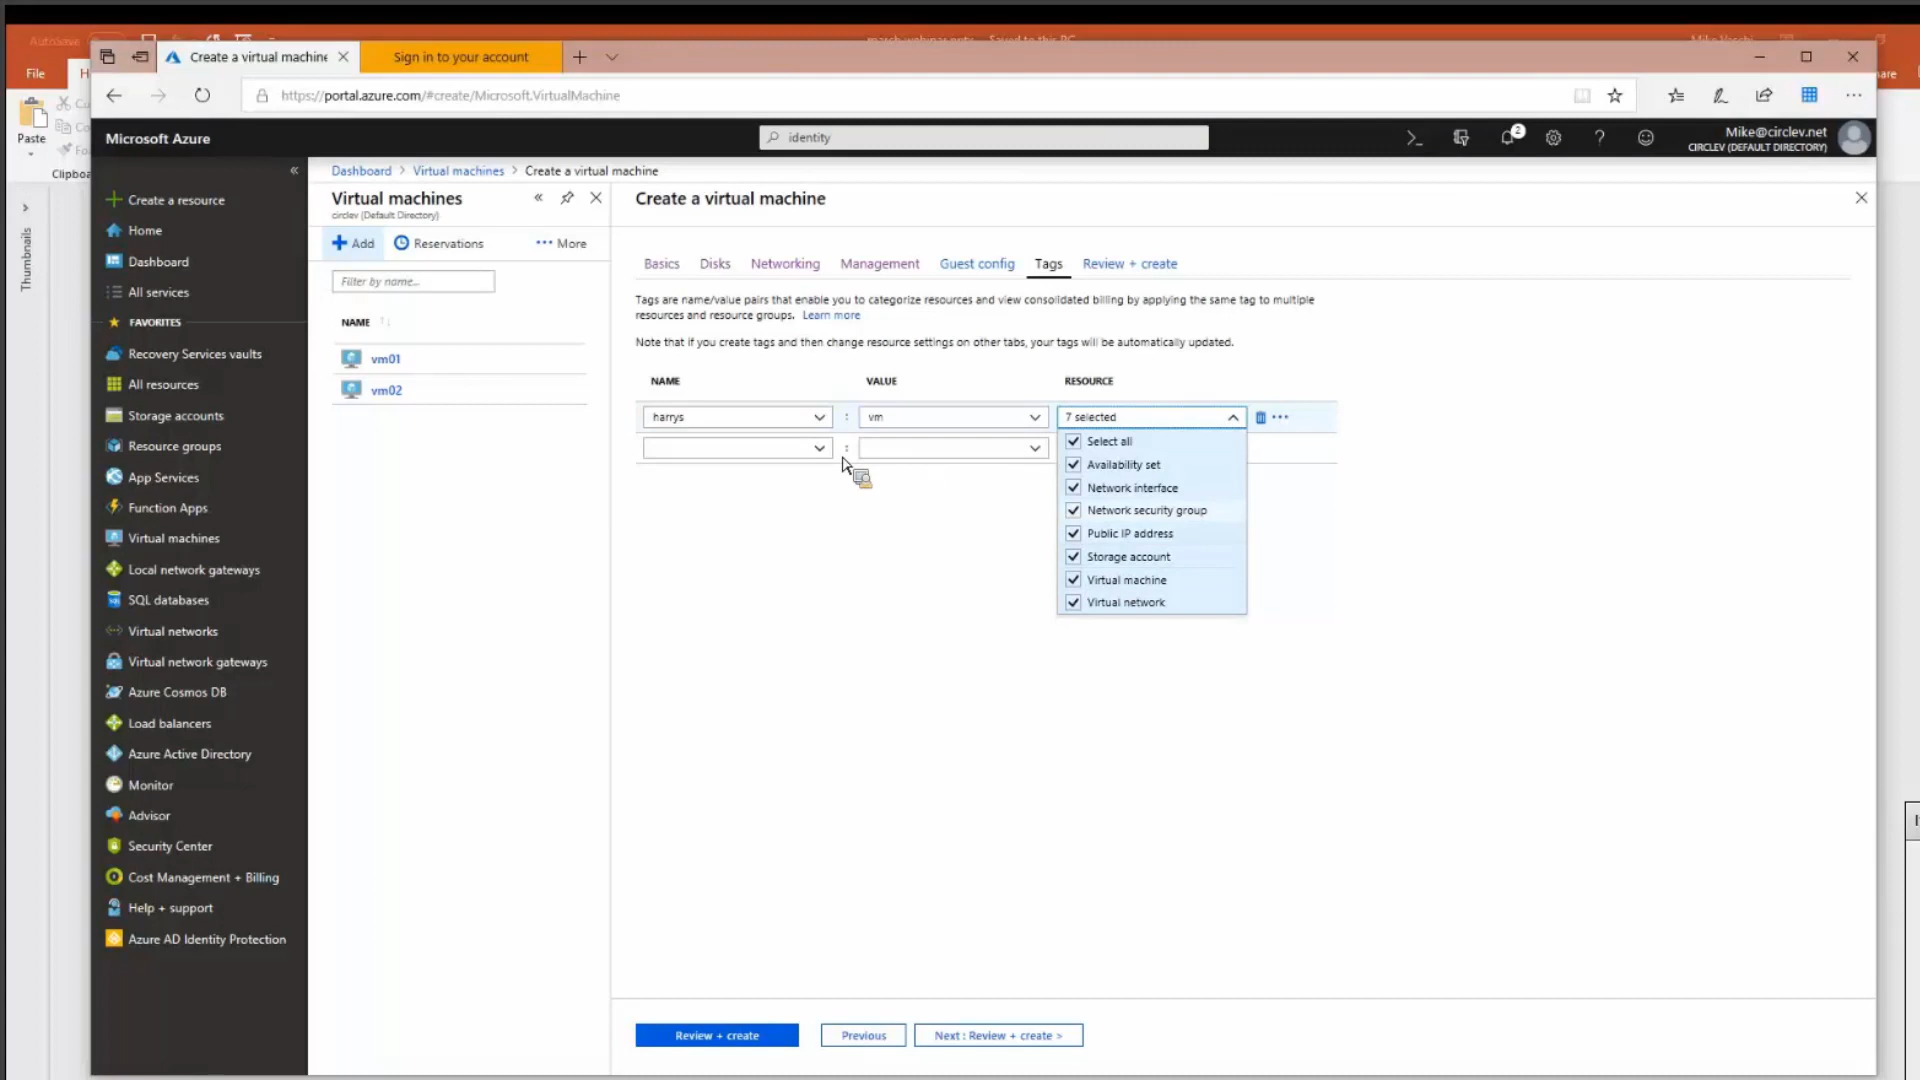 AutoSave
File
Paste
Clipboa
Thumbnails
Create a virtual machine
Sign in to your account
https://portal.azure.com/#create/Microsoft.VirtualMachine
Microsoft Azure
identity
2
Mike@circlev.net
CIRCLEV (DEFAULT DIRECTORY)
Create a resource
Home
Dashboard
All services
FAVORITES
Recovery Services vaults
All resources
Storage accounts
Resource groups
App Services
Function Apps
Virtual machines
Local network gateways
SQL databases
Virtual networks
Virtual network gateways
Azure Cosmos DB
Load balancers
Azure Active Directory
Monitor
Advisor
Security Center
Cost Management + Billing
Help + support
Azure AD Identity Protection
Dashboard > Virtual machines > Create a virtual machine
Virtual machines
circlev (Default Directory)
Add Reservations ••• More
Filter by name...
NAME
vm01
vm02
Create a virtual machine
Basics Disks Networking Management Guest config Tags Review + create
Tags are name/value pairs that enable you to categorize resources and view consolidated billing by applying the same tag to multiple
resources and resource groups. Learn more
Note that if you create tags and then change resource settings on other tabs, your tags will be automatically updated.
NAME VALUE RESOURCE
harrys : vm 7 selected
:
Select all
Availability set
Network interface
Network security group
Public IP address
Storage account
Virtual machine
Virtual network
Review + create Previous Next : Review + create >